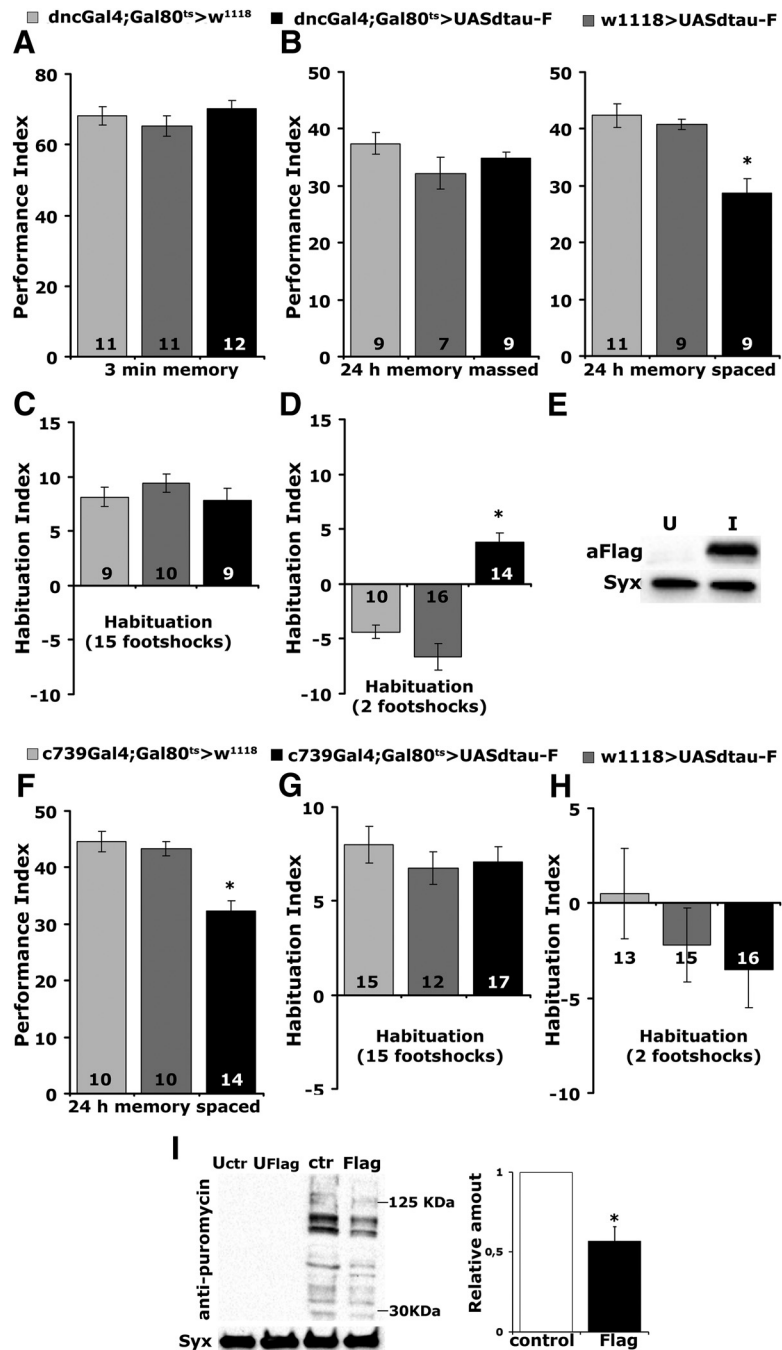 dncGal4;Gal80ts>w1118 dncGal4;Gal80ts>UASdtau-F w1118>UASdtau-F
A
Performance Index
80
60
40
20
0
11 11 12
3 min memory
B
Performance Index
50
40
30
20
10
0
9 7 9
24 h memory massed
50
40
30
20
10
0
*
11 9 9
24 h memory spaced
C
Habituation Index
15
10
5
0
-5
-10
9 10 9
Habituation
(15 footshocks)
D
Habituation Index
15
10
5
0
-5
-10
*
10 16 14
Habituation
(2 footshocks)
E
U I
aFlag
Syx
c739Gal4;Gal80ts>w1118 c739Gal4;Gal80ts>UASdtau-F w1118>UASdtau-F
F
Performance Index
50
40
30
20
10
0
*
10 10 14
24 h memory spaced
G
Habituation Index
10
5
0
-5
15 12 17
Habituation
(15 footshocks)
H
Habituation Index
5
0
-5
-10
13 15 16
Habituation
(2 footshocks)
I
Uctr UFlag ctr Flag
anti-puromycin
125 KDa
30KDa
Syx
Relative amout
1
0,5
0
*
control Flag